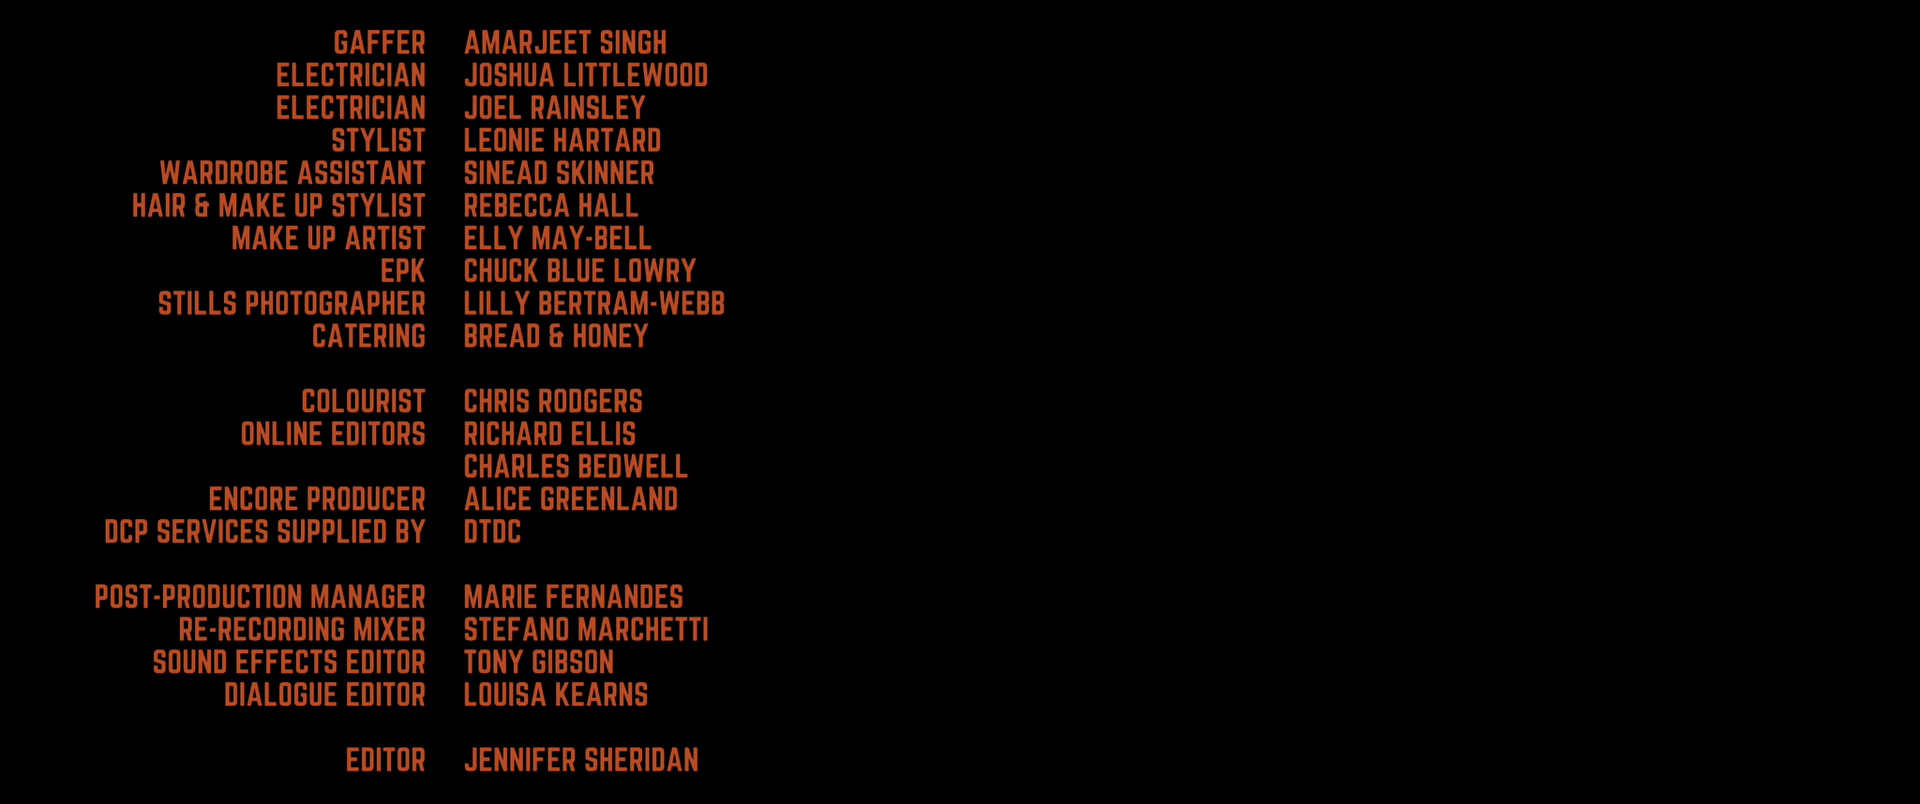 GAFFER AMARJEET SINGH
ELECTRICIAN JOSHUA LITTLEWOOD
ELECTRICIAN JOEL RAINSLEY
STYLIST LEONIE HARTARD
WARDROBE ASSISTANT SINEAD SKINNER
HAIR & MAKE UP STYLIST REBECCA HALL
MAKE UP ARTIST ELLY MAY-BELL
EPK CHUCK BLUE LOWRY
STILLS PHOTOGRAPHER LILLY BERTRAM-WEBB
CATERING BREAD & HONEY
COLOURIST CHRIS RODGERS
ONLINE EDITORS RICHARD ELLIS
CHARLES BEDWELL
ENCORE PRODUCER ALICE GREENLAND
DCP SERVICES SUPPLIED BY DTDC
POST-PRODUCTION MANAGER MARIE FERNANDES
RE-RECORDING MIXER STEFANO MARCHETTI
SOUND EFFECTS EDITOR TONY GIBSON
DIALOGUE EDITOR LOUISA KEARNS
EDITOR JENNIFER SHERIDAN